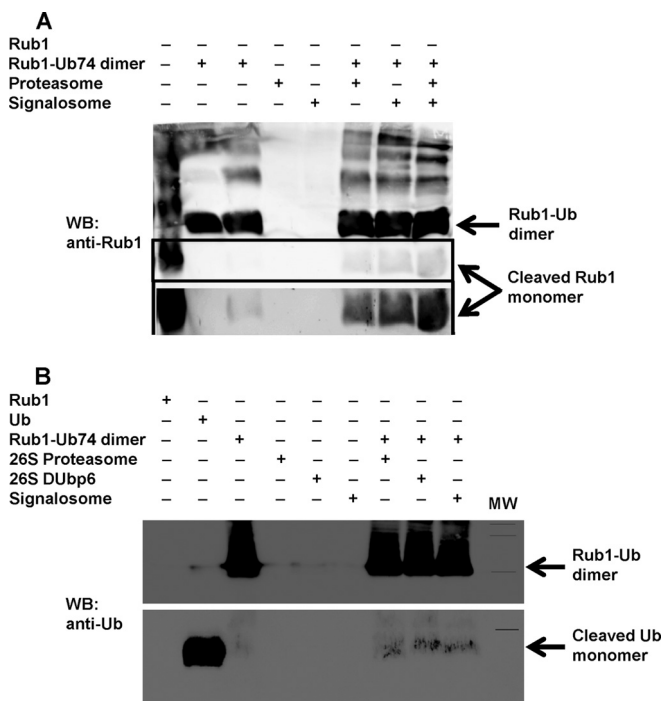 A
Rub1 – – – – – – – –
Rub1-Ub74 dimer – + + – – + + +
Proteasome – – – + – + – +
Signalosome – – – – + – + +
WB:
anti-Rub1
Rub1-Ub
dimer
Cleaved Rub1
monomer
B
Rub1 + – – – – – – – –
Ub – + – – – – – – –
Rub1-Ub74 dimer – – + – – – + + +
26S Proteasome – – – + – – + – –
26S DUbp6 – – – – + – – + –
Signalosome – – – – – + – – +
MW
WB:
anti-Ub
Rub1-Ub
dimer
Cleaved Ub
monomer